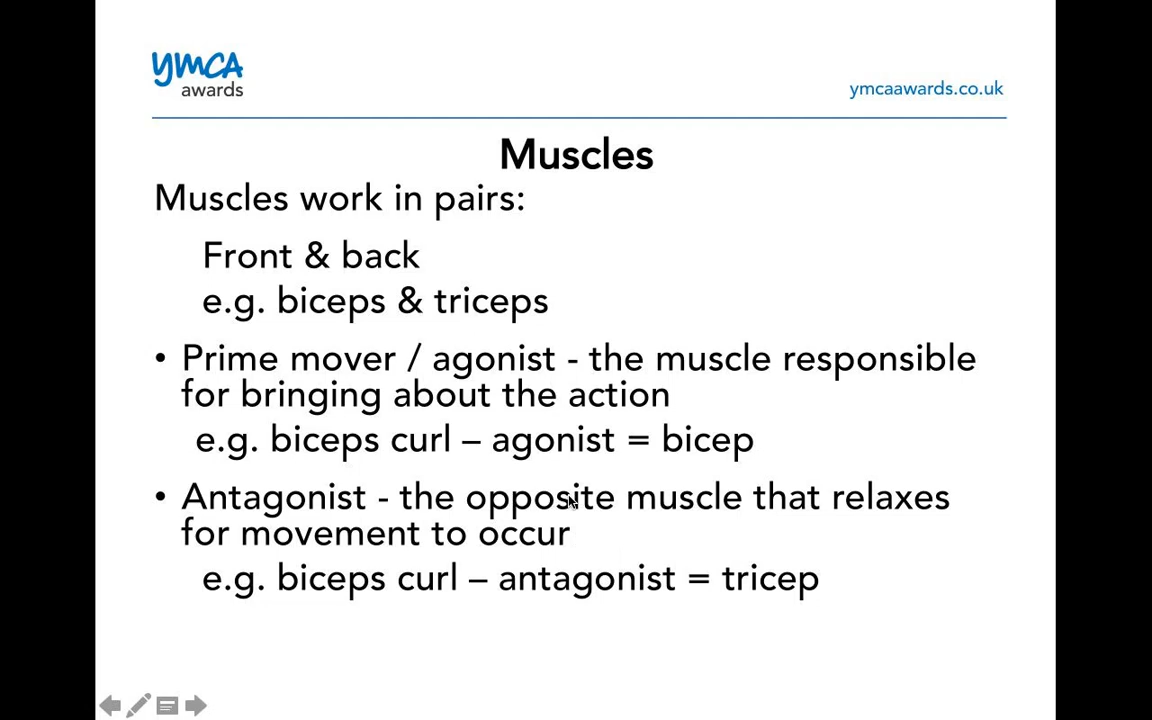 ymca
awards
ymcaawards.co.uk
Muscles
Muscles work in pairs:
Front & back
e.g. biceps & triceps
• Prime mover / agonist - the muscle responsible
for bringing about the action
e.g. biceps curl – agonist = bicep
• Antagonist - the opposite muscle that relaxes
for movement to occur
e.g. biceps curl – antagonist = tricep